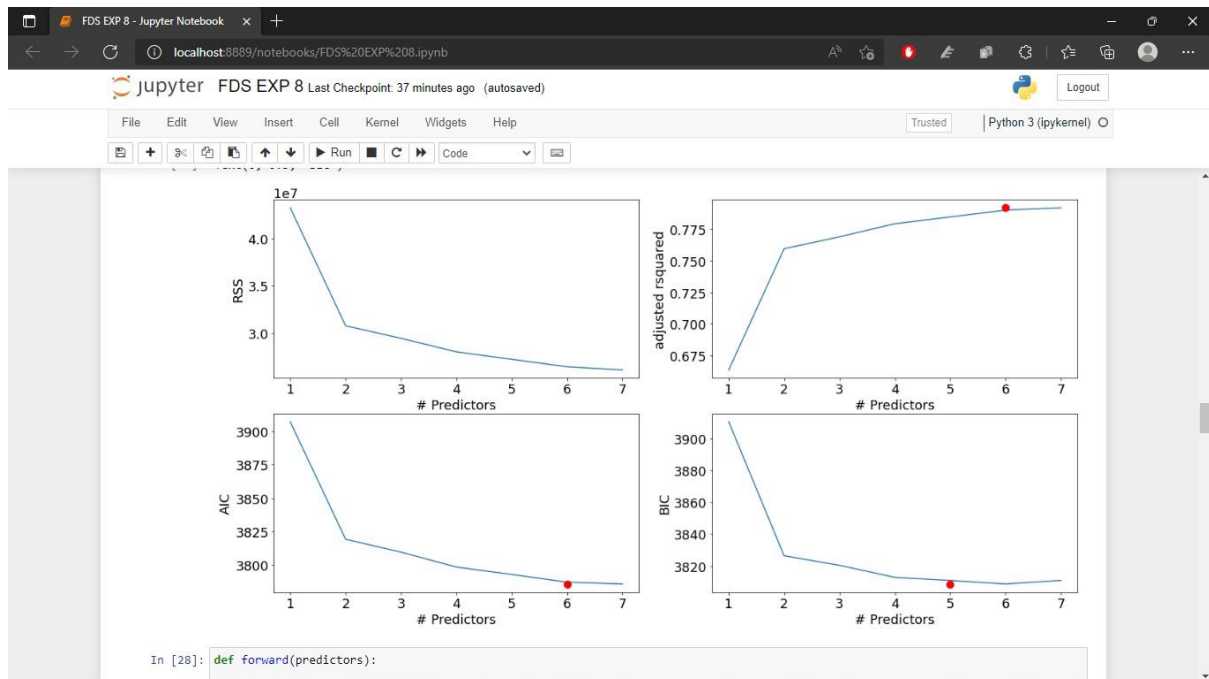 FDS EXP 8 - Jupyter Notebook
localhost:8889/notebooks/FDS%20EXP%208.ipynb
jupyter FDS EXP 8 Last Checkpoint: 37 minutes ago (autosaved)
Logout
File Edit View Insert Cell Kernel Widgets Help
Trusted
Python 3 (ipykernel)
Run
Code
1e7
4.0
3.5
3.0
RSS
1 2 3 4 5 6 7
# Predictors
0.775
0.750
0.725
0.700
0.675
adjusted rsquared
1 2 3 4 5 6 7
# Predictors
3900
3875
3850
3825
3800
AIC
1 2 3 4 5 6 7
# Predictors
3900
3880
3860
3840
3820
BIC
1 2 3 4 5 6 7
# Predictors
In [28]: def forward(predictors):